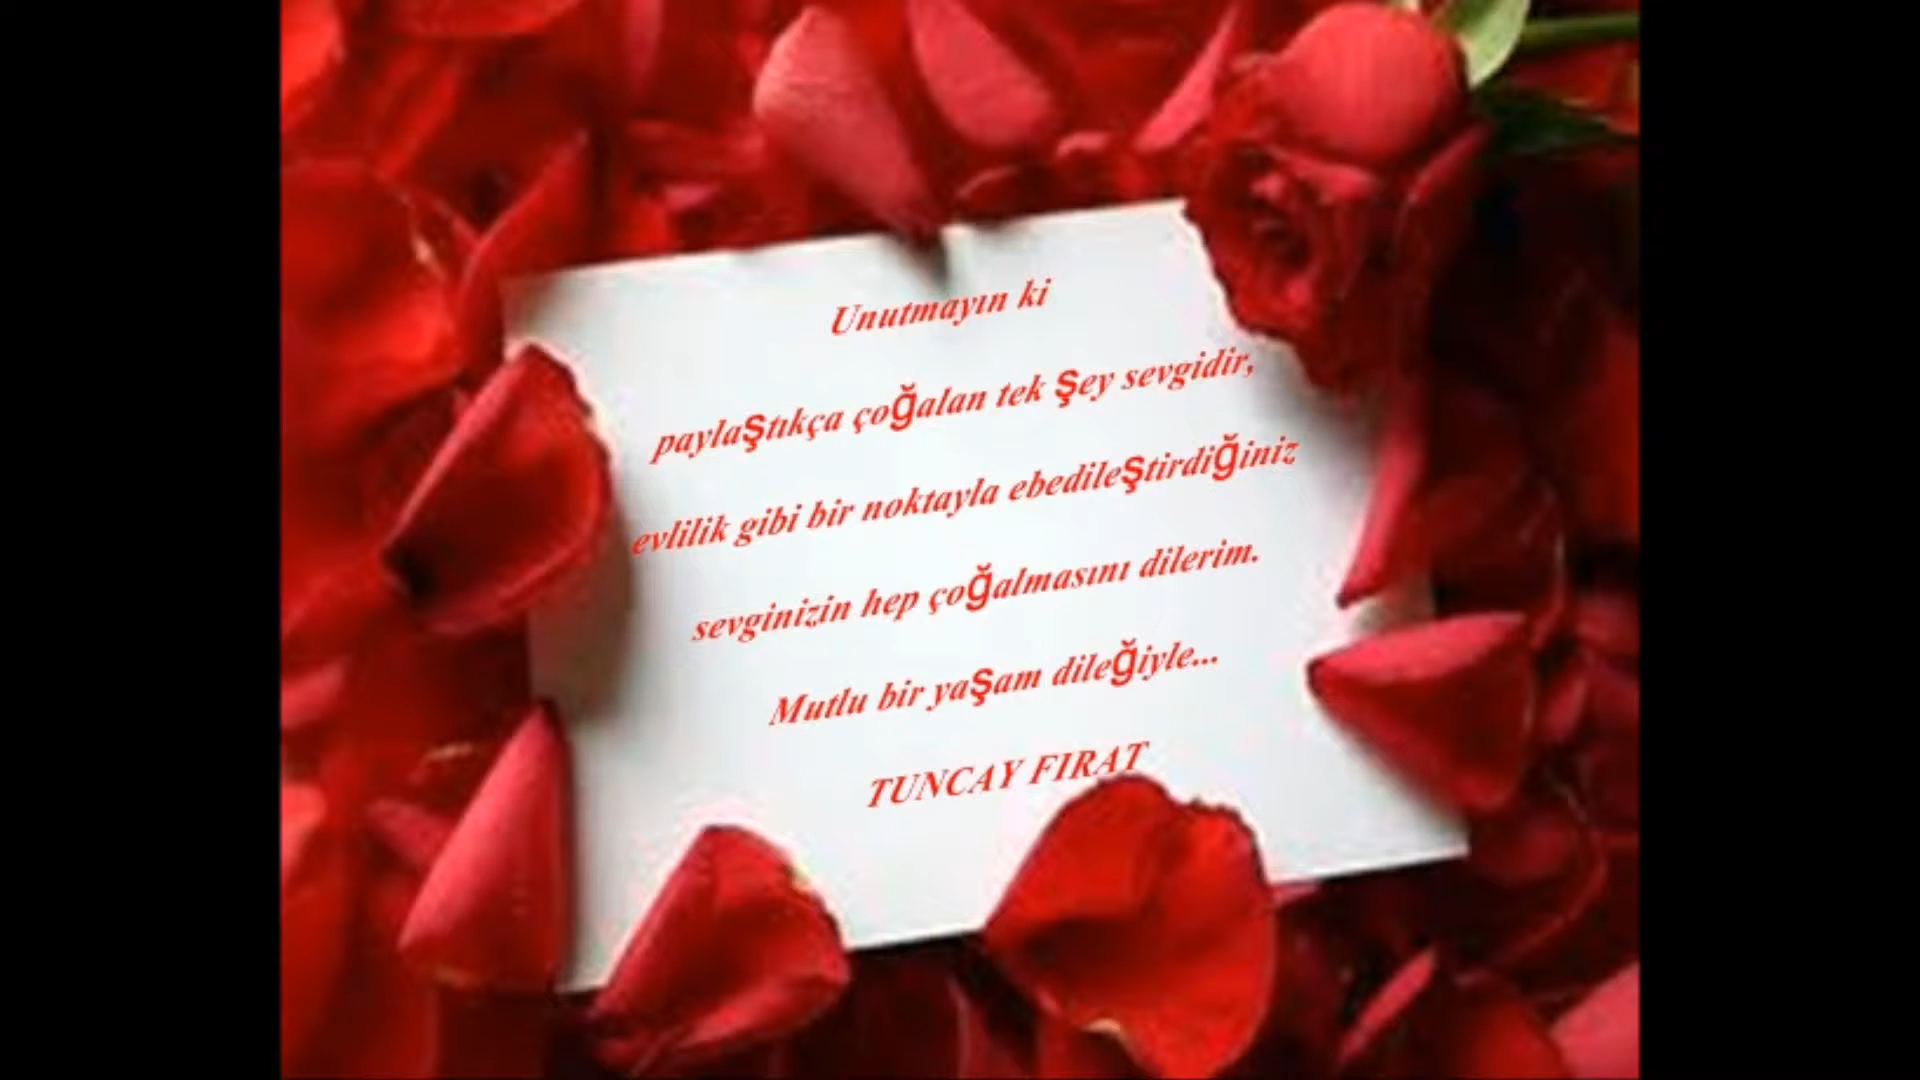 Unutmayın ki
paylaştıkça çoğalan tek şey sevgidir,
evlilik gibi bir noktayla ebedileştirdiğiniz
sevginizin hep çoğalmasını dilerim.
Mutlu bir yaşam dileğiyle...
TUNCAY FIRAT